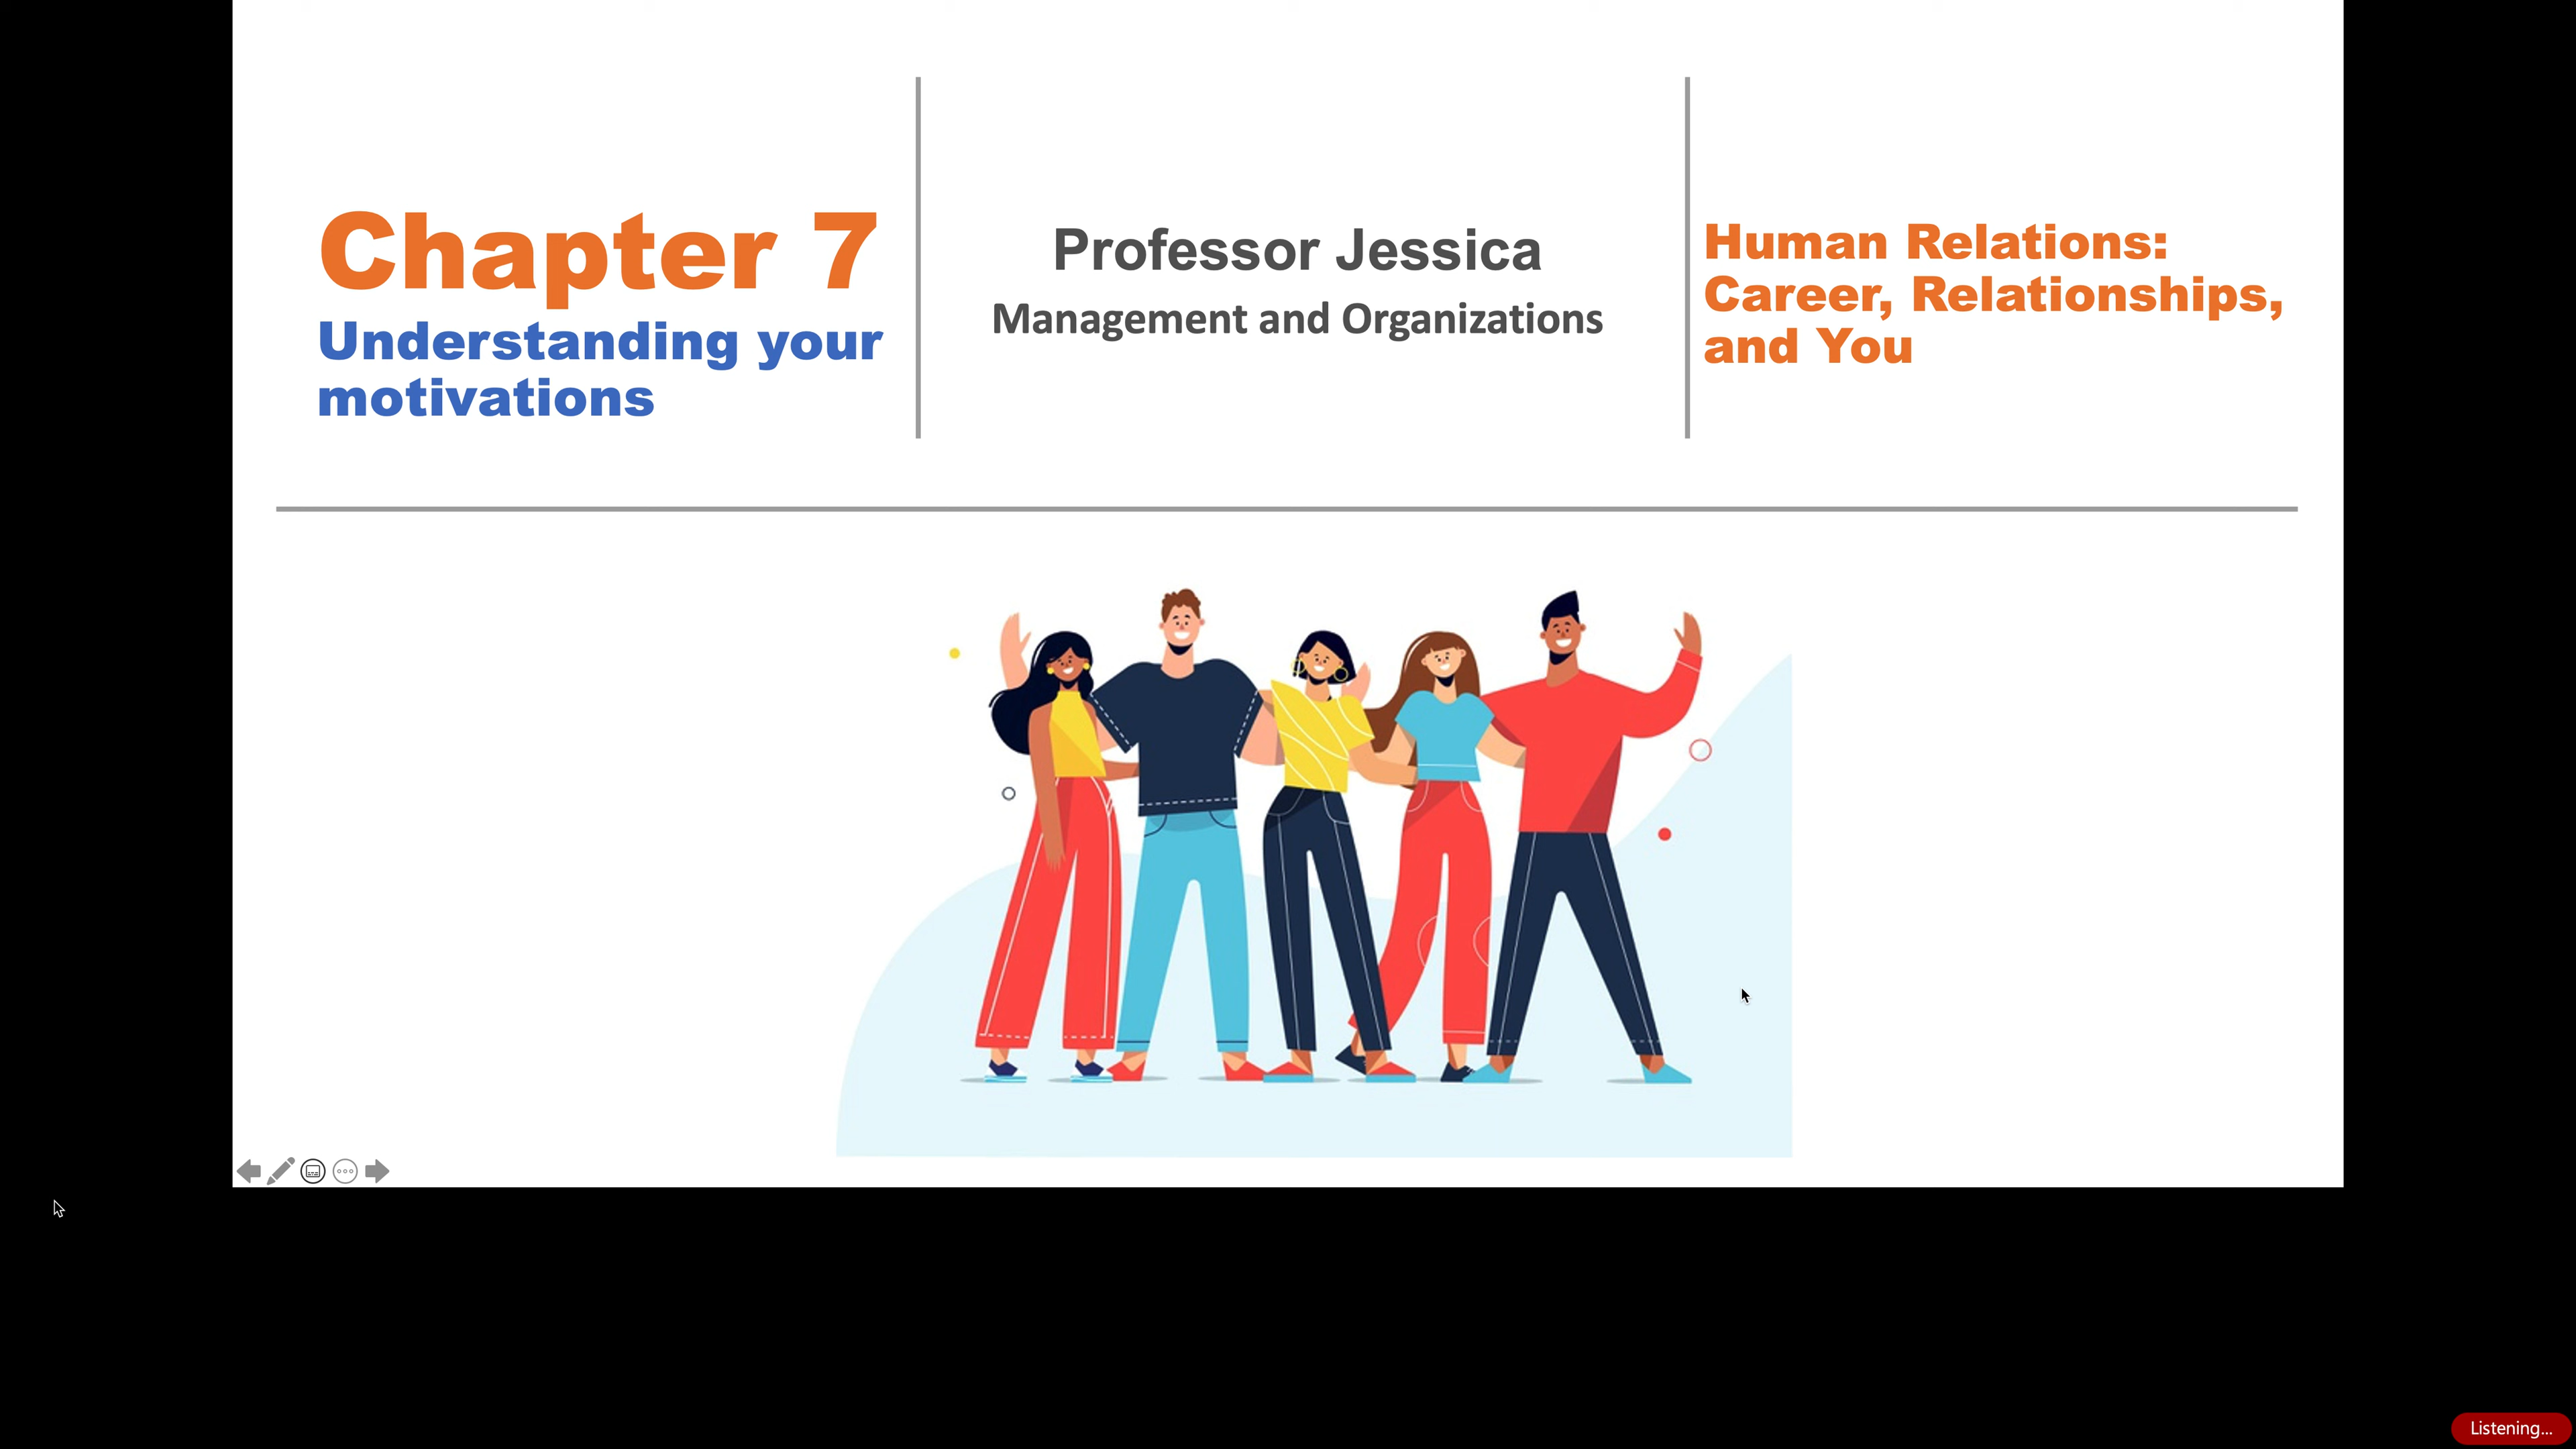 Chapter 7
Understanding your
motivations
Professor Jessica
Management and Organizations
Human Relations:
Career, Relationships,
and You
Listening...